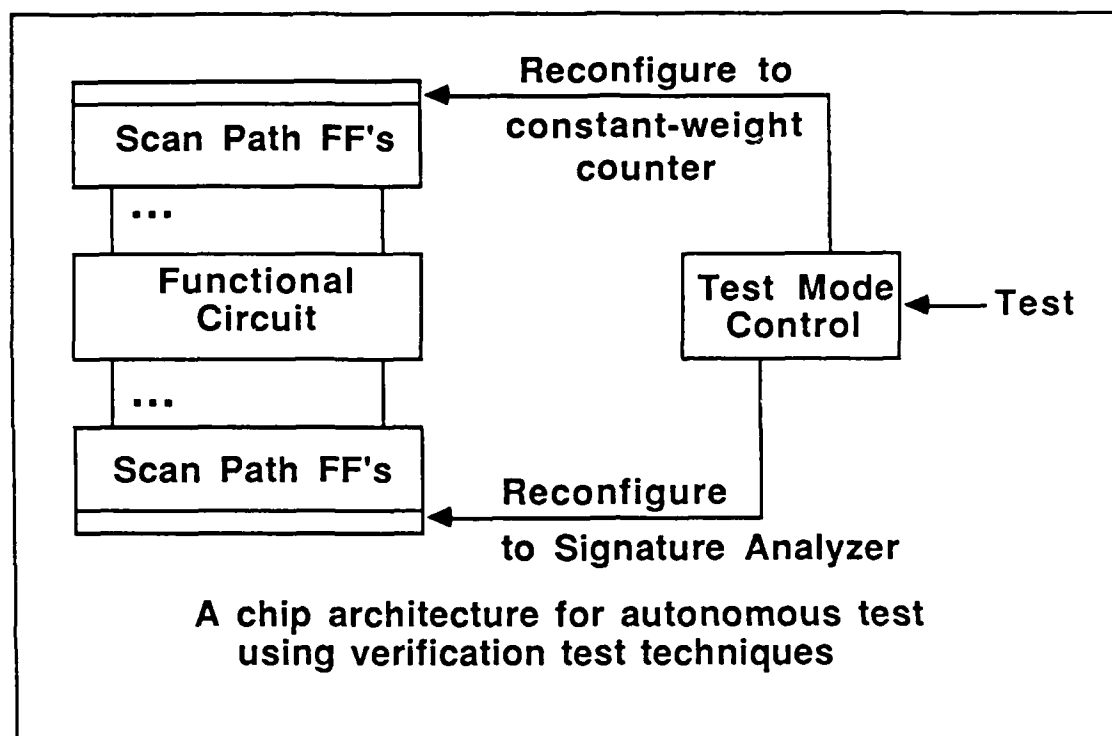 Reconfigure to
constant-weight
counter
Scan Path FF's
...
Functional
Circuit
Test Mode
Control
Test
...
Scan Path FF's
Reconfigure
to Signature Analyzer
A chip architecture for autonomous test
using verification test techniques